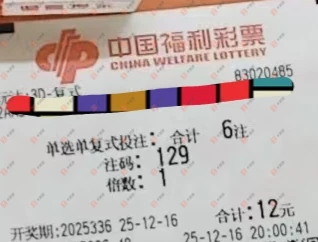 中国福利彩票
CHINA WELFARE LOTTERY
83020485
3D-复式
单选单复式投注: 合计 6注
注码: 129
倍数: 1
开奖期:2025336 25-12-16 合计:12元
25-12-16 20:00:41